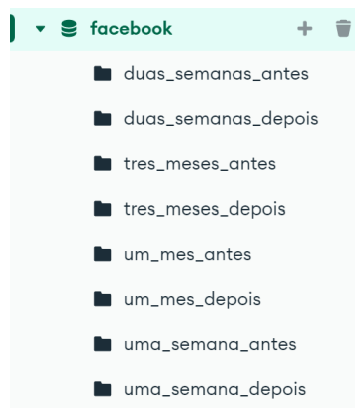 facebook
duas_semanas_antes
duas_semanas_depois
tres_meses_antes
tres_meses_depois
um_mes_antes
um_mes_depois
uma_semana_antes
uma_semana_depois